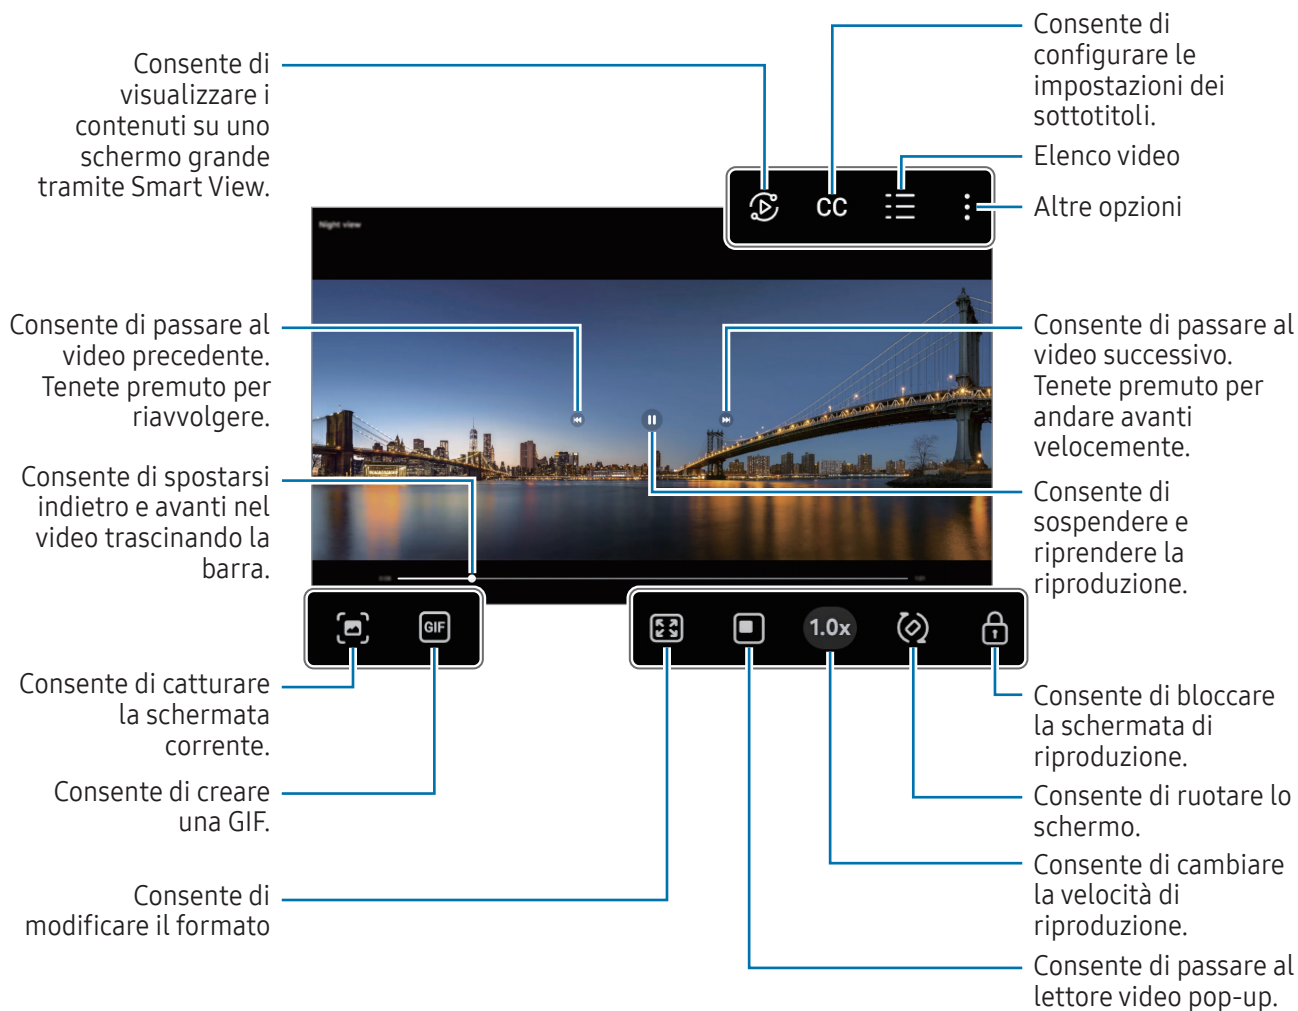 Consente di
visualizzare i
contenuti su uno
schermo grande
tramite Smart View.
Consente di
configurare le
impostazioni dei
sottotitoli.
Elenco video
Altre opzioni
CC
Night view
Consente di passare al
video precedente.
Tenete premuto per
riavvolgere.
Consente di spostarsi
indietro e avanti nel
video trascinando la
barra.
Consente di passare al
video successivo.
Tenete premuto per
andare avanti
velocemente.
Consente di
sospendere e
riprendere la
riproduzione.
GIF
1.0x
Consente di catturare
la schermata
corrente.
Consente di creare
una GIF.
Consente di
modificare il formato
Consente di bloccare
la schermata di
riproduzione.
Consente di ruotare lo
schermo.
Consente di cambiare
la velocità di
riproduzione.
Consente di passare al
lettore video pop-up.